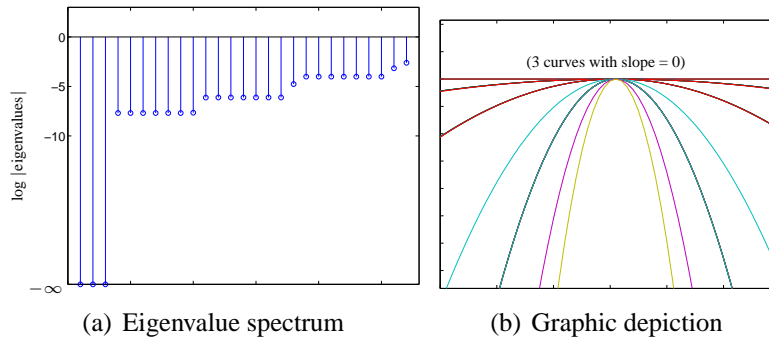 0
−5
−10
−∞
log |eigenvalues|
(3 curves with slope = 0)
(a) Eigenvalue spectrum
(b) Graphic depiction